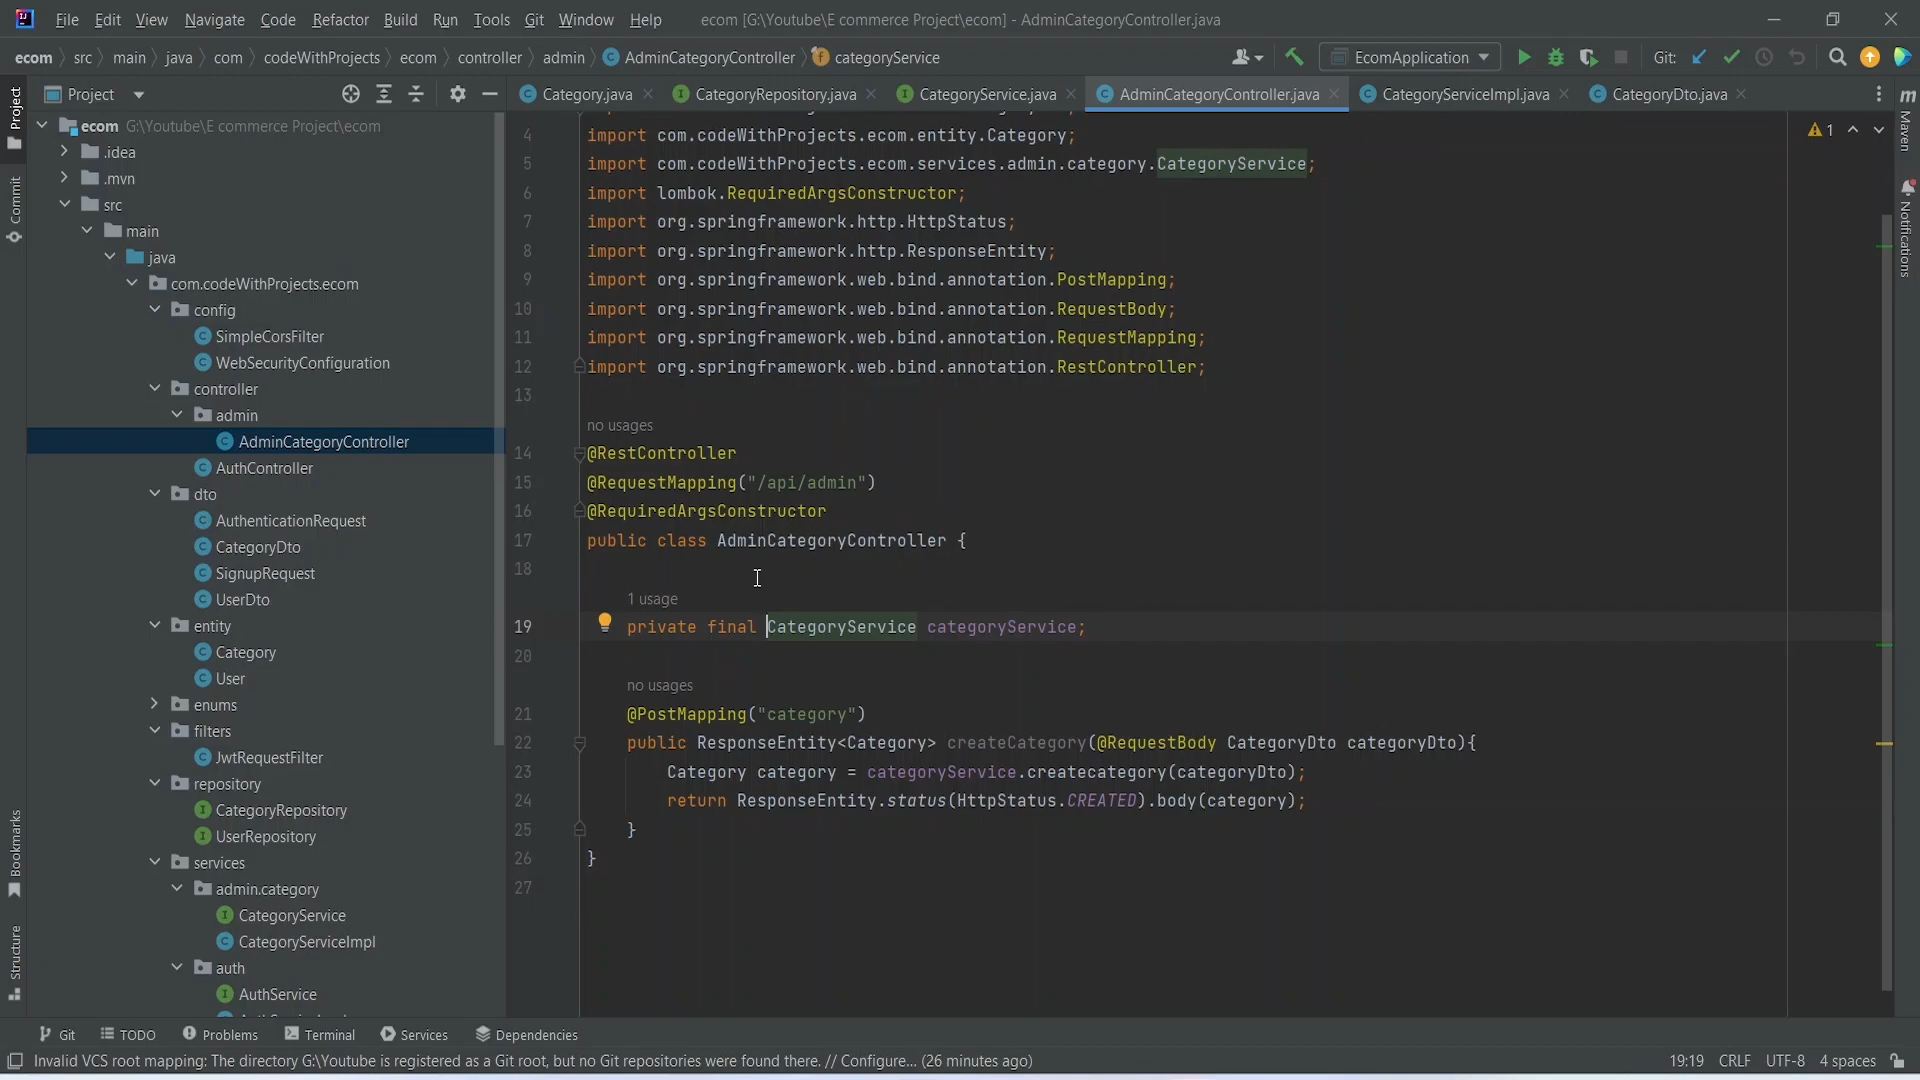 File Edit View Navigate Code Refactor Build Run Tools Git Window Help ecom [G:\Youtube\E commerce Project\ecom] - AdminCategoryController.java
ecom src main java com codeWithProjects ecom controller admin AdminCategoryController categoryService EcomApplication Git:
Project Category.java CategoryRepository.java CategoryService.java AdminCategoryController.java CategoryServiceImpl.java CategoryDto.java
Project
Commit
Bookmarks
Structure
ecom G:\Youtube\E commerce Project\ecom
.idea
.mvn
src
main
java
com.codeWithProjects.ecom
config
SimpleCorsFilter
WebSecurityConfiguration
controller
admin
AdminCategoryController
AuthController
dto
AuthenticationRequest
CategoryDto
SignupRequest
UserDto
entity
Category
User
enums
filters
JwtRequestFilter
repository
CategoryRepository
UserRepository
services
admin.category
CategoryService
CategoryServiceImpl
auth
AuthService
4 import com.codeWithProjects.ecom.entity.Category;
5 import com.codeWithProjects.ecom.services.admin.category.CategoryService;
6 import lombok.RequiredArgsConstructor;
7 import org.springframework.http.HttpStatus;
8 import org.springframework.http.ResponseEntity;
9 import org.springframework.web.bind.annotation.PostMapping;
10 import org.springframework.web.bind.annotation.RequestBody;
11 import org.springframework.web.bind.annotation.RequestMapping;
12 import org.springframework.web.bind.annotation.RestController;
13
no usages
14 @RestController
15 @RequestMapping("/api/admin")
16 @RequiredArgsConstructor
17 public class AdminCategoryController {
18
1 usage
19 private final CategoryService categoryService;
20
no usages
21 @PostMapping("category")
22 public ResponseEntity<Category> createCategory(@RequestBody CategoryDto categoryDto){
23 Category category = categoryService.createcategory(categoryDto);
24 return ResponseEntity.status(HttpStatus.CREATED).body(category);
25 }
26 }
27
1
m
Maven
Notifications
Git TODO Problems Terminal Services Dependencies
Invalid VCS root mapping: The directory G:\Youtube is registered as a Git root, but no Git repositories were found there. // Configure... (26 minutes ago) 19:19 CRLF UTF-8 4 spaces